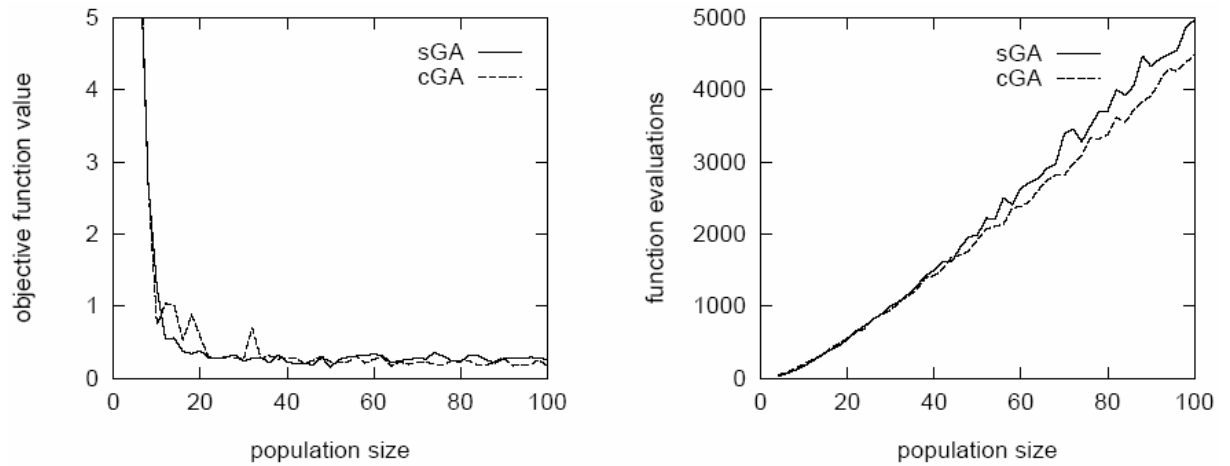 5
4
3
2
1
0
0 20 40 60 80 100
objective function value
population size
sGA
cGA
5000
4000
3000
2000
1000
0
0 20 40 60 80 100
function evaluations
population size
sGA
cGA